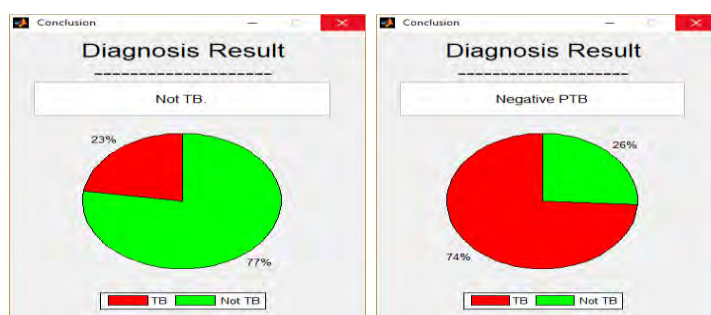 Conclusion
Diagnosis Result
--------------------
Not TB.
23%
77%
TB Not TB
Conclusion
Diagnosis Result
-------------------
Negative PTB
26%
74%
TB Not TB